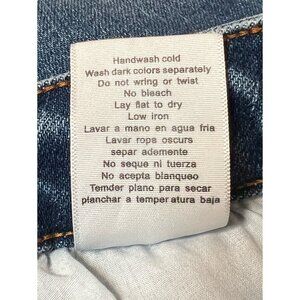 Handwash cold
Wash dark colors separately
Do not wring or twist
No bleach
Lay flat to dry
Low iron
Lavar a mano en agua fria
Lavar ropa oscurs
separ ademente
No seque ni tuerza
No acepta blanqueo
Temder plano para secar
planchar a temperatura baja